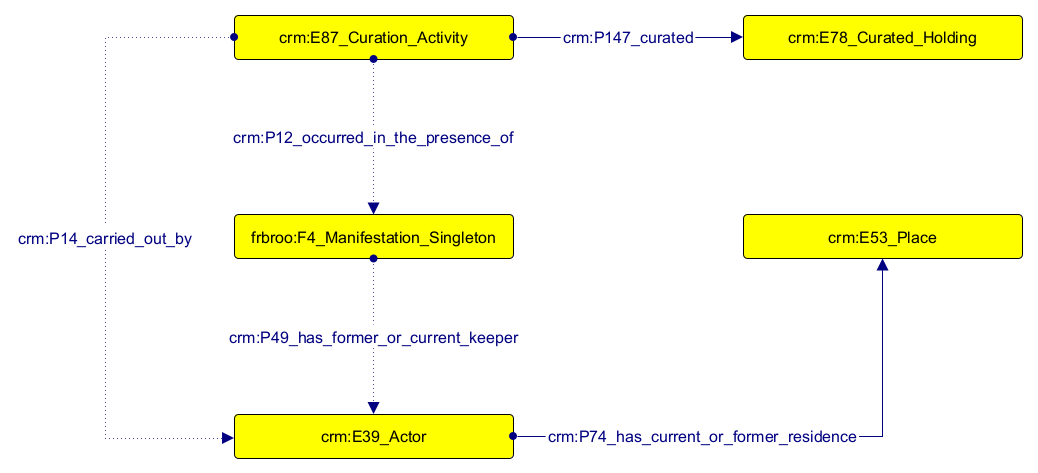 crm:E87_Curation_Activity
crm:P147_curated
crm:E78_Curated_Holding
crm:P12_occurred_in_the_presence_of
crm:P14_carried_out_by
frbroo:F4_Manifestation_Singleton
crm:E53_Place
crm:P49_has_former_or_current_keeper
crm:E39_Actor
crm:P74_has_current_or_former_residence